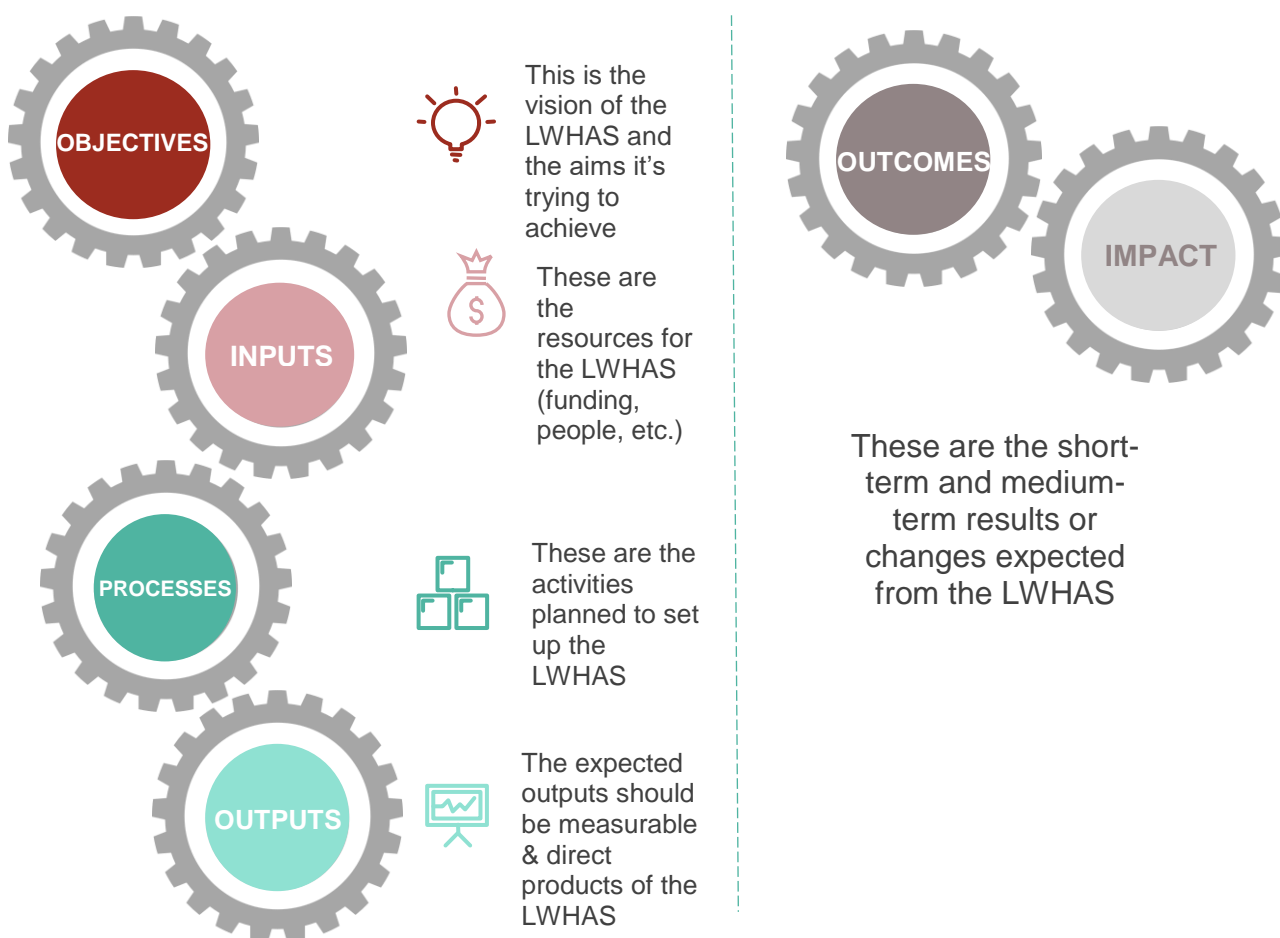 OBJECTIVES
This is the
vision of the
LWHAS and
the aims it's
trying to
achieve
INPUTS
$
These are
the
resources for
the LWHAS
(funding,
people, etc.)
PROCESSES
These are the
activities
planned to set
up the
LWHAS
OUTPUTS
The expected
outputs should
be measurable
& direct
products of the
LWHAS
OUTCOMES
IMPACT
These are the short-
term and medium-
term results or
changes expected
from the LWHAS